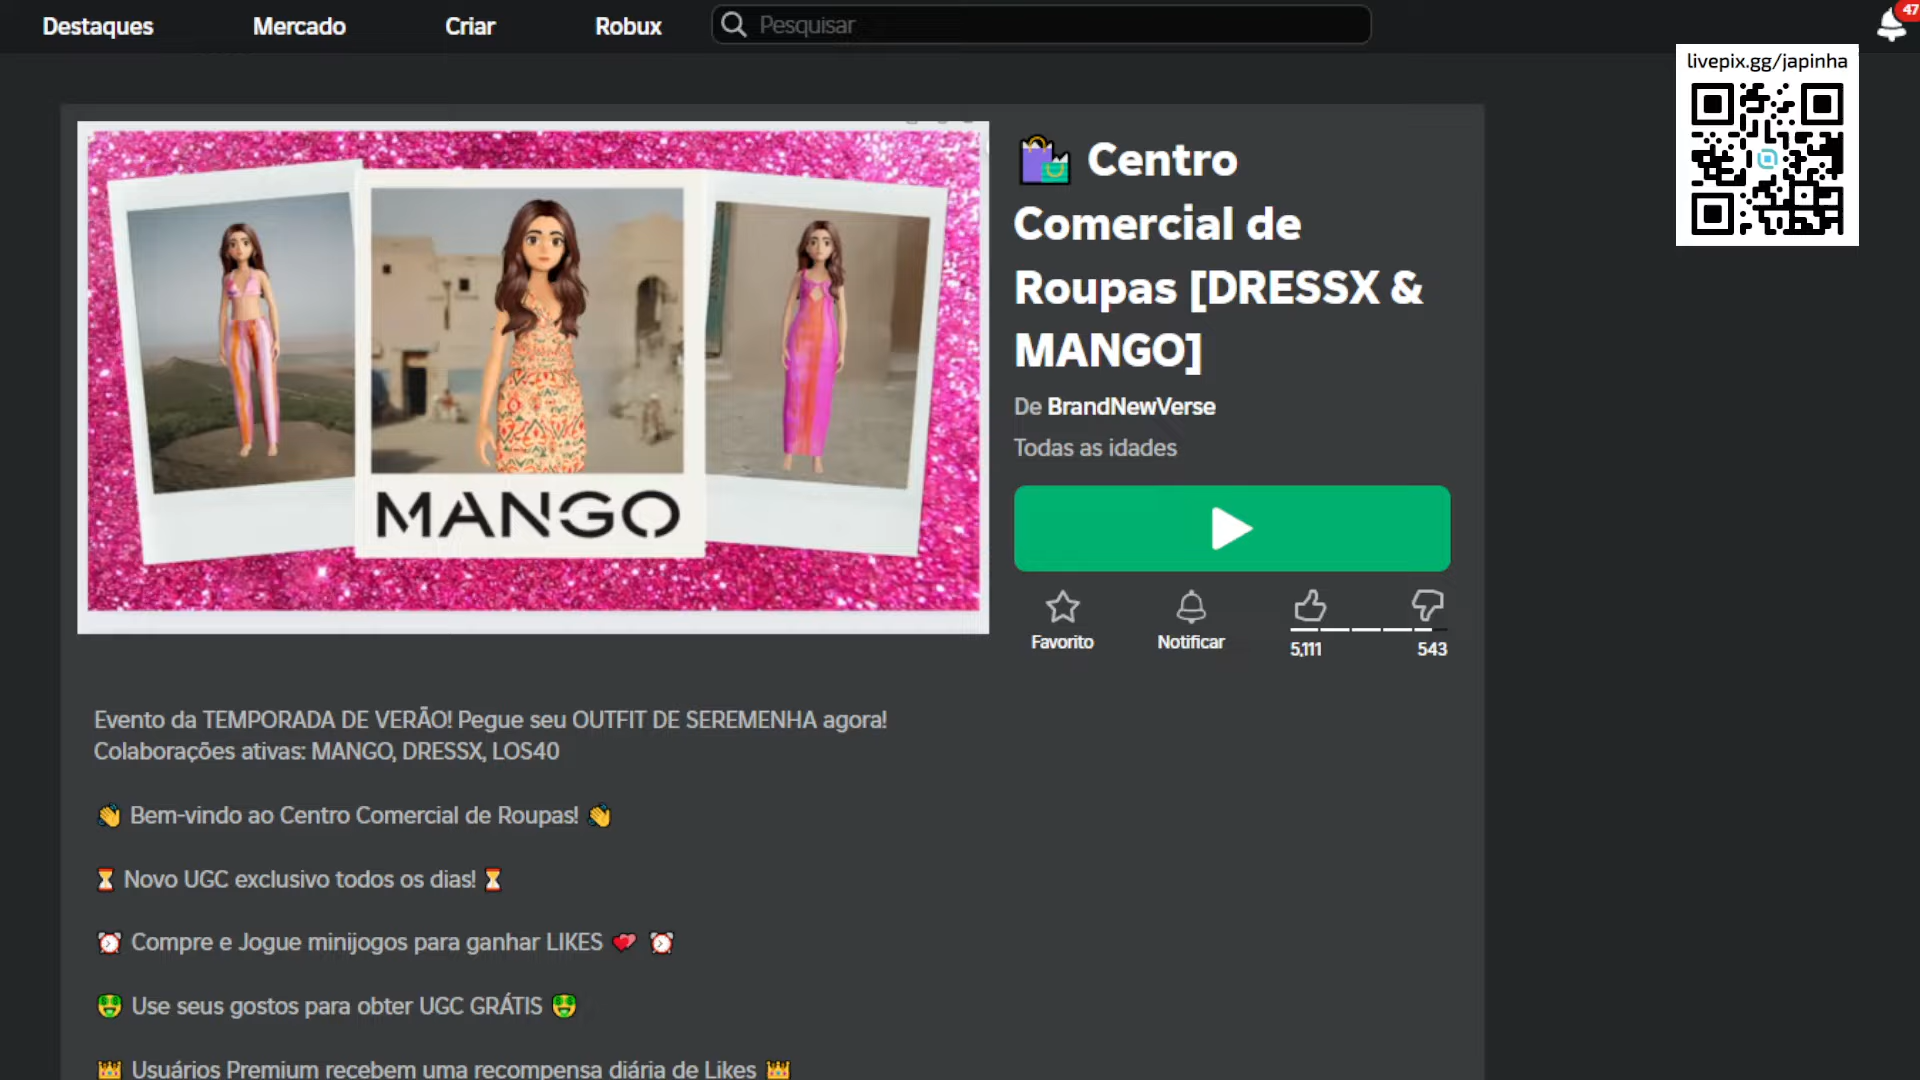 Destaques
Mercado
Criar
Robux
Pesquisar
47
livepix.gg/japinha
MANGO
Centro
Comercial de
Roupas [DRESSX &
MANGO]
De BrandNewVerse
Todas as idades
Favorito
Notificar
5,111
543
Evento da TEMPORADA DE VERÃO! Pegue seu OUTFIT DE SEREMENHA agora!
Colaborações ativas: MANGO, DRESSX, LOS40
👋 Bem-vindo ao Centro Comercial de Roupas! 👋
⏳ Novo UGC exclusivo todos os dias! ⏳
⏰ Compre e Jogue minijogos para ganhar LIKES 💕 ⏰
🤑 Use seus gostos para obter UGC GRÁTIS 🤑
👑 Usuários Premium recebem uma recompensa diária de Likes 👑